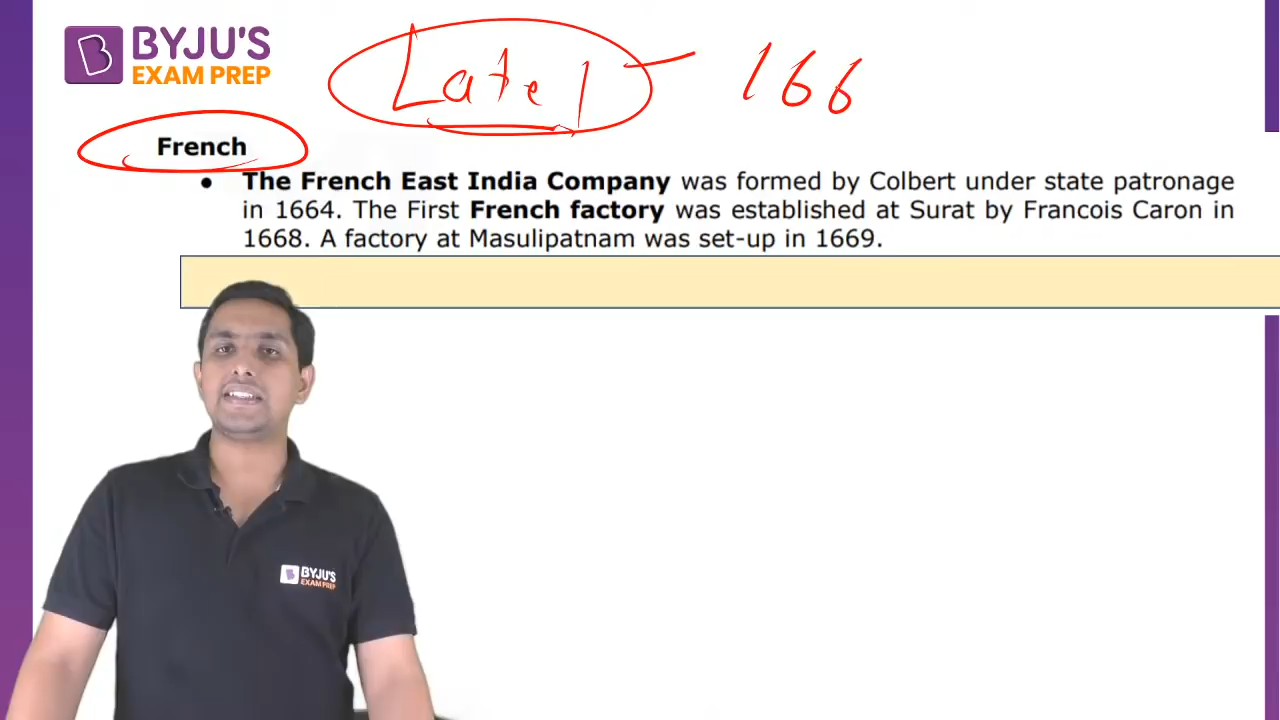 BYJU'S
EXAM PREP
Late 1 166
French
• The French East India Company was formed by Colbert under state patronage
in 1664. The First French factory was established at Surat by Francois Caron in
1668. A factory at Masulipatnam was set-up in 1669.
BYJU'S
EXAM PREP